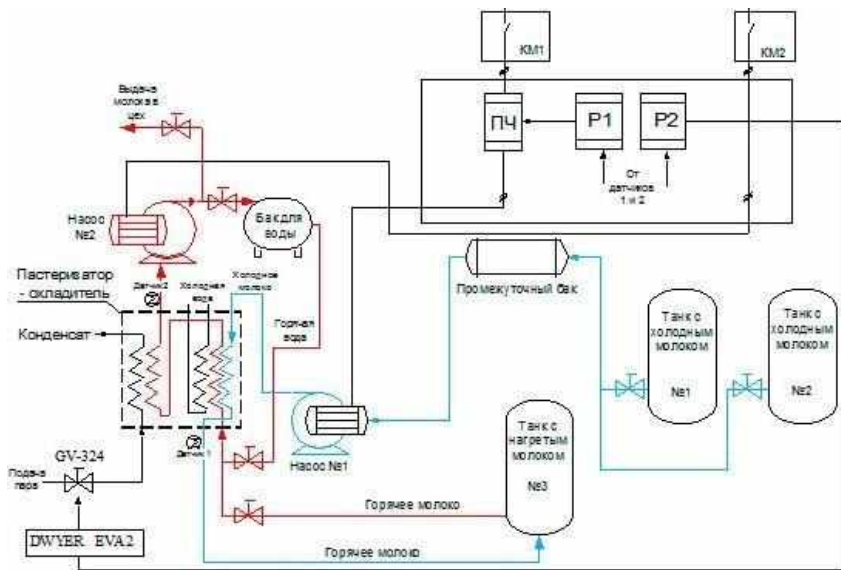 КМ1
КМ2
Выдача
молока в
цех
ПЧ
Р1
Р2
От
датчиков
1 и 2
Насос
№2
Бак для
воды
Промежуточный бак
Пастеризатор
- охладитель
Датчик 2
Холодная
вода
Холодное
молоко
Конденсат
Горячая
вода
Танк с
холодным
молоком
№1
Танк с
холодным
молоком
№2
Танк с
нагретым
молоком
№3
Насос №1
Датчик 1
GV-324
Подача
пара
Горячее молоко
DWYER EVA2
Горячее молоко